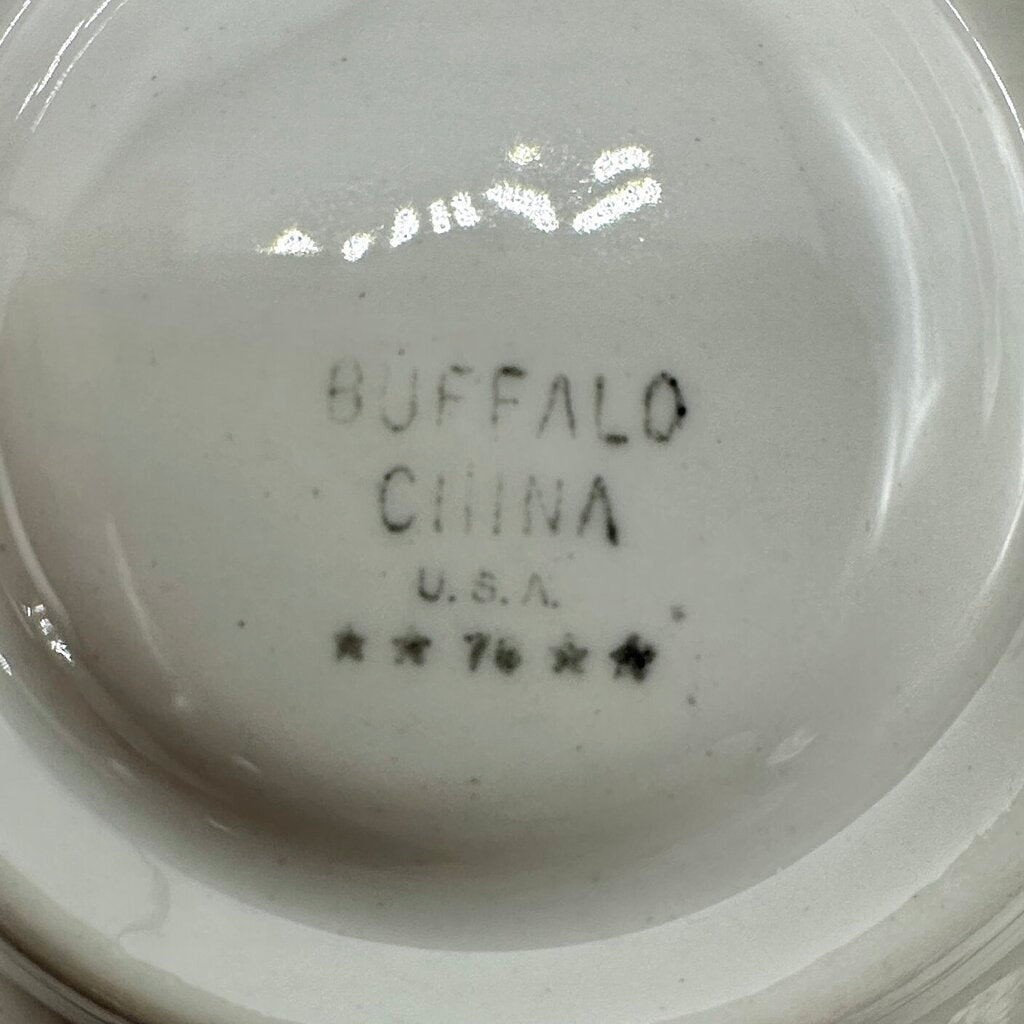 BUFFALO
CHINA
U.S.A.
★ ★ 76 ★ ★